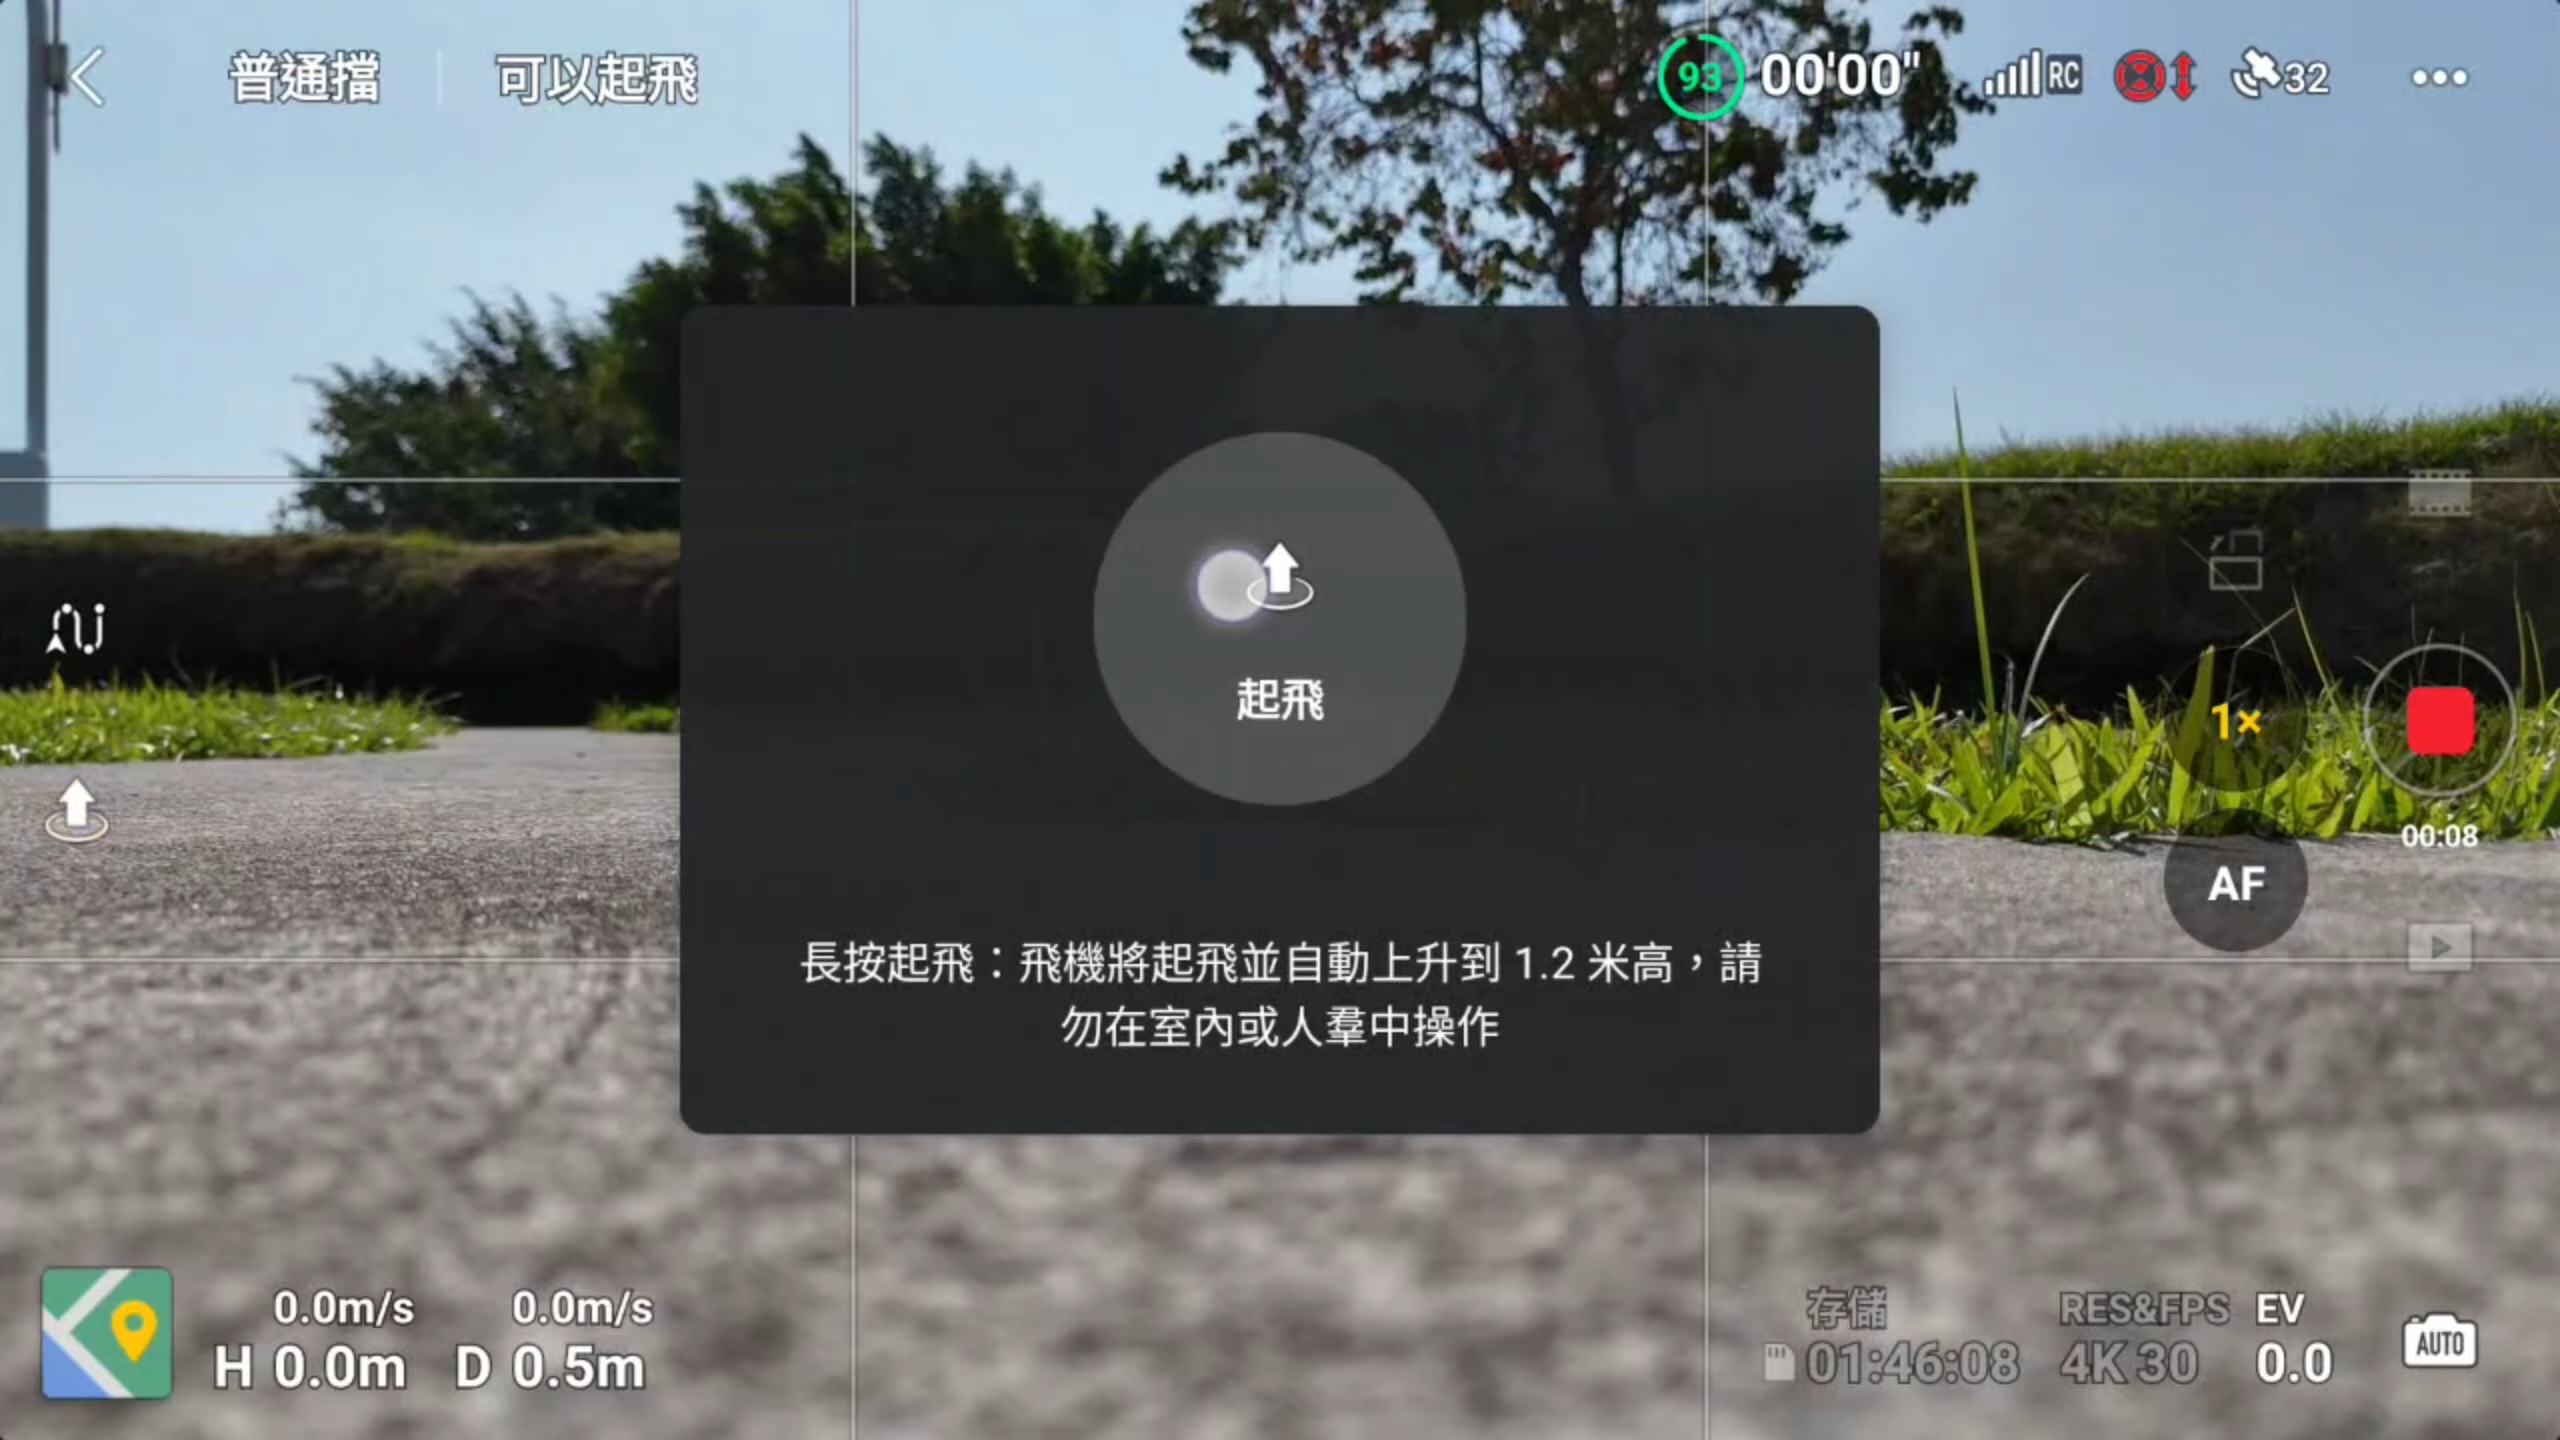 普通擋
可以起飛
93
00'00"
RC
32
起飛
長按起飛：飛機將起飛並自動上升到 1.2 米高，請
勿在室內或人羣中操作
1×
00:08
AF
0.0m/s
0.0m/s
H 0.0m
D 0.5m
存儲
01:46:08
RES&FPS
4K 30
EV
0.0
AUTO